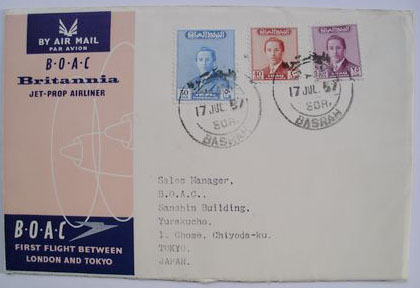 BY AIR MAIL
PAR AVION
B·O·A·C
Britannia
JET-PROP AIRLINER
B·O·A·C
FIRST FLIGHT BETWEEN
LONDON AND TOKYO
17 JUL 57
BASRAH
17 JUL 57
BASRAH
Sales Manager,
B.O.A.C.,
Sanshin Building.
Yurakucho.
1. Chome, Chiyoda-ku.
TOKYO.
JAPAN.